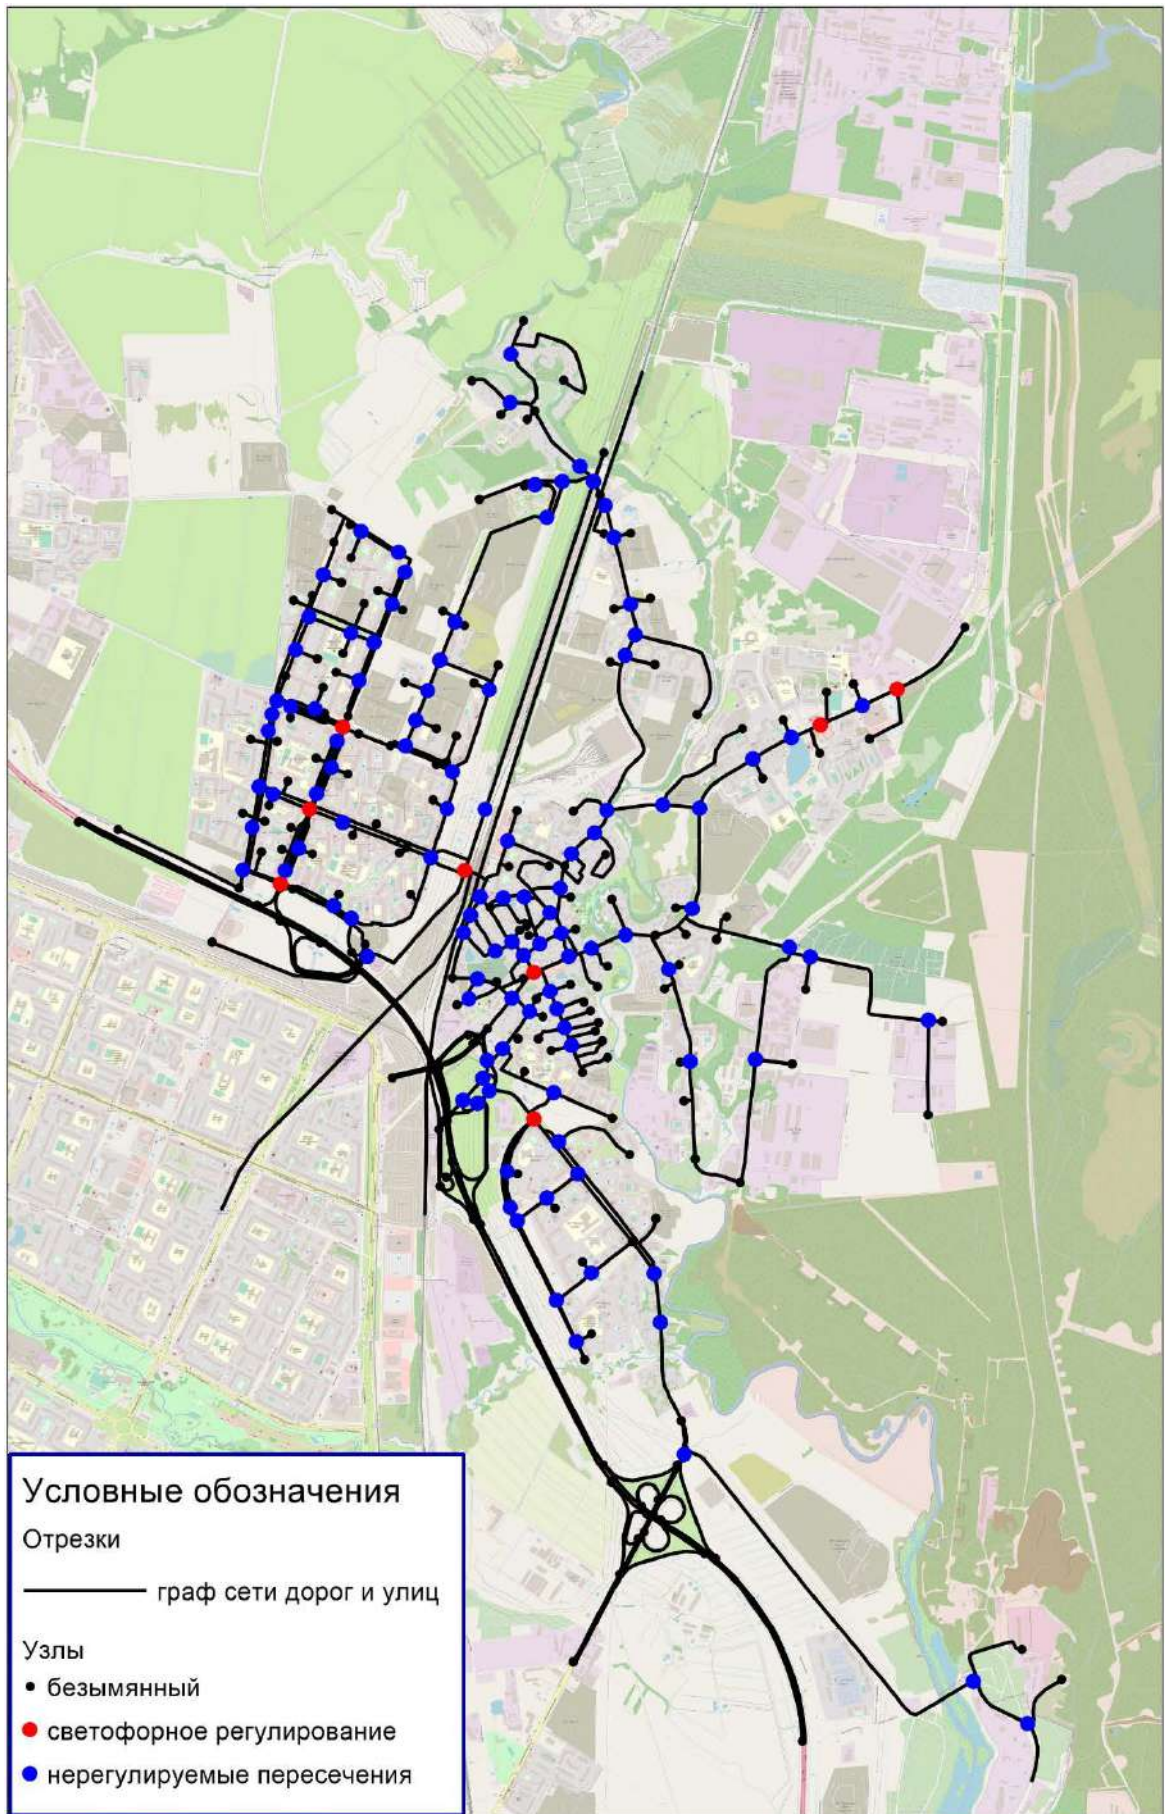 Условные обозначения
Отрезки
граф сети дорог и улиц
Узлы
безымянный
светофорное регулирование
нерегулируемые пересечения